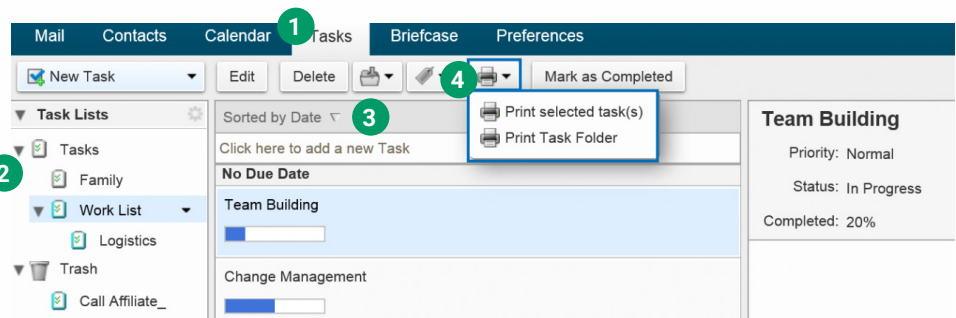 1
Mail Contacts Calendar Tasks Briefcase Preferences
New Task Edit Delete 4 Mark as Completed
Task Lists
Sorted by Date 3
Print selected task(s)
Print Task Folder
Team Building
Tasks
Click here to add a new Task
Priority: Normal
2
Family
No Due Date
Status: In Progress
Work List
Team Building
Completed: 20%
Logistics
Trash
Change Management
Call Affiliate_